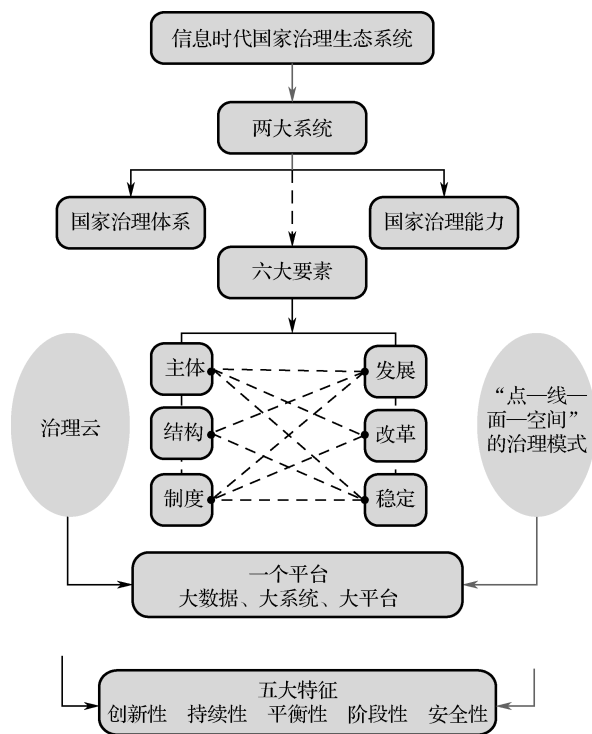 信息时代国家治理生态系统
两大系统
国家治理体系
国家治理能力
六大要素
主体
发展
治理云
结构
改革
“点—线—
面—空间”
的治理模式
制度
稳定
一个平台
大数据、大系统、大平台
五大特征
创新性 持续性 平衡性 阶段性 安全性